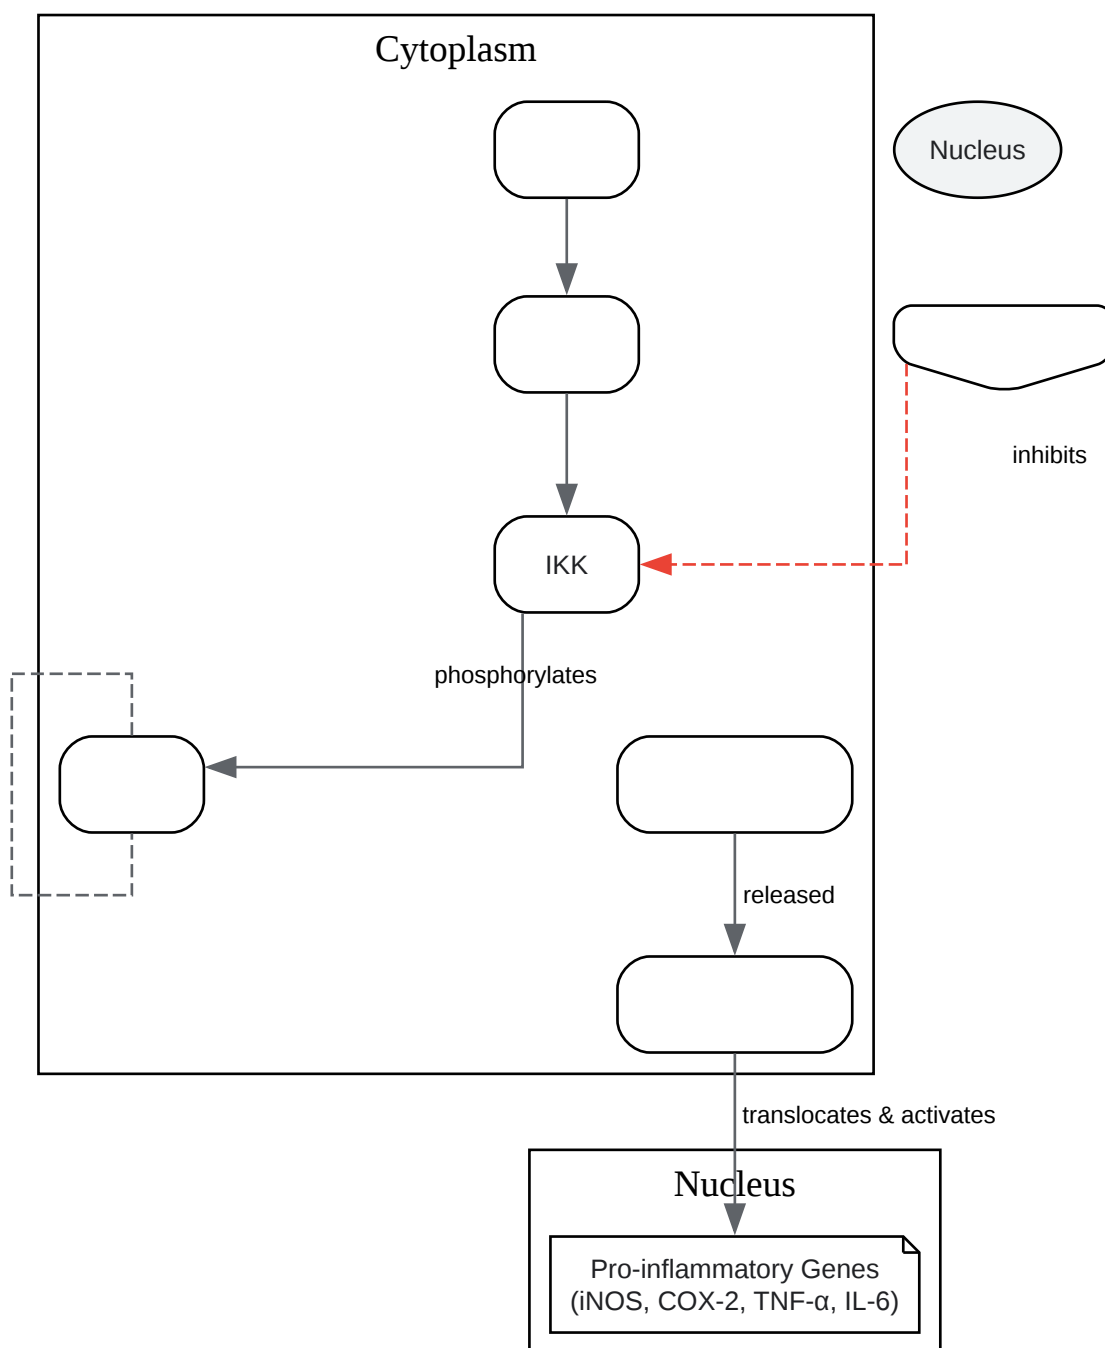 Cytoplasm
Nucleus
inhibits
IKK
phosphorylates
released
translocates & activates
Nucleus
Pro-inflammatory Genes
(iNOS, COX-2, TNF-α, IL-6)